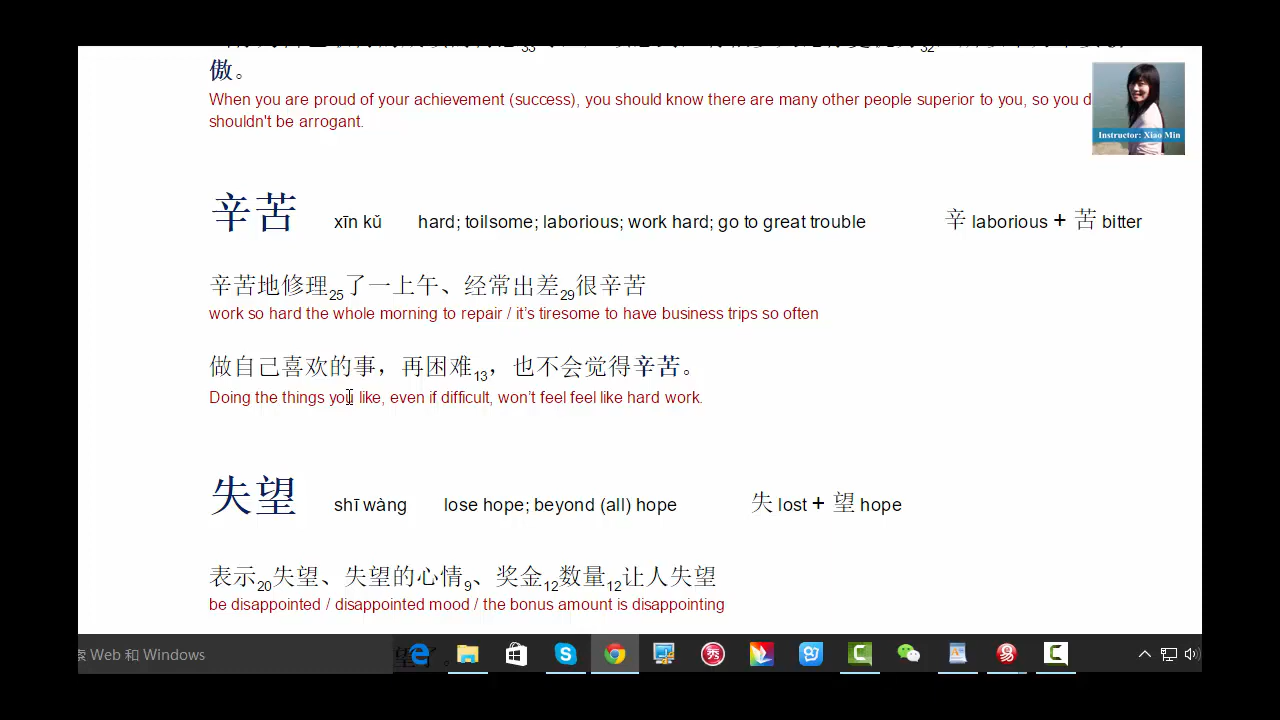 傲。
When you are proud of your achievement (success), you should know there are many other people superior to you, so you d
shouldn't be arrogant.
Instructor: Xiao Min
辛苦 xīn kǔ hard; toilsome; laborious; work hard; go to great trouble 辛 laborious + 苦 bitter
辛苦地修理25了一上午、经常出差29很辛苦
work so hard the whole morning to repair / it's tiresome to have business trips so often
做自己喜欢的事，再困难13，也不会觉得辛苦。
Doing the things you like, even if difficult, won't feel feel like hard work.
失望 shī wàng lose hope; beyond (all) hope 失 lost + 望 hope
表示20失望、失望的心情9、奖金12数量12让人失望
be disappointed / disappointed mood / the bonus amount is disappointing
索 Web 和 Windows